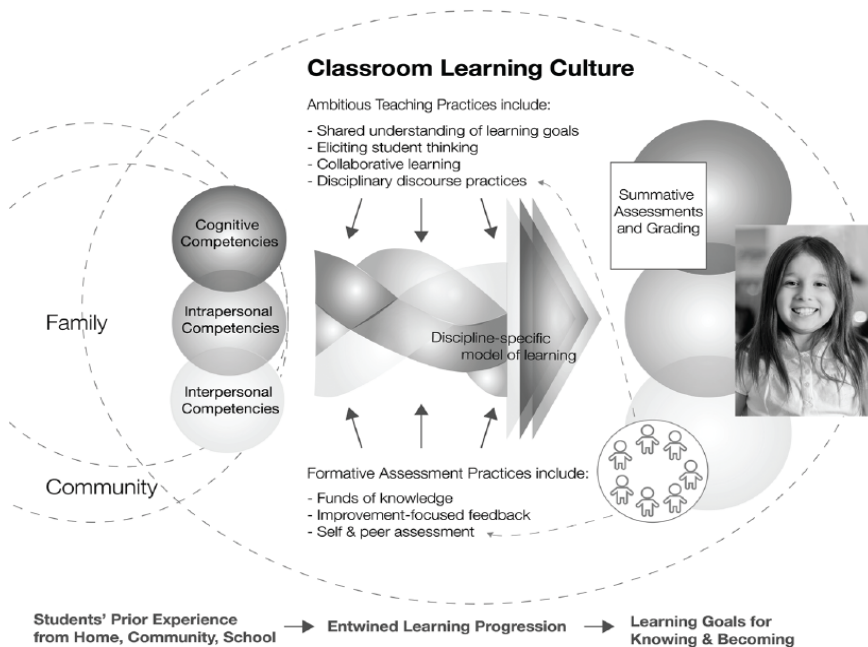 Classroom Learning Culture
Ambitious Teaching Practices include:
- Shared understanding of learning goals
- Eliciting student thinking
- Collaborative learning
- Disciplinary discourse practices
Family
Community
Cognitive
Competencies
Intrapersonal
Competencies
Interpersonal
Competencies
Discipline-specific
model of learning
Summative
Assessments
and Grading
Formative Assessment Practices include:
- Funds of knowledge
- Improvement-focused feedback
- Self & peer assessment
Students' Prior Experience
from Home, Community, School
Entwined Learning Progression
Learning Goals for
Knowing & Becoming